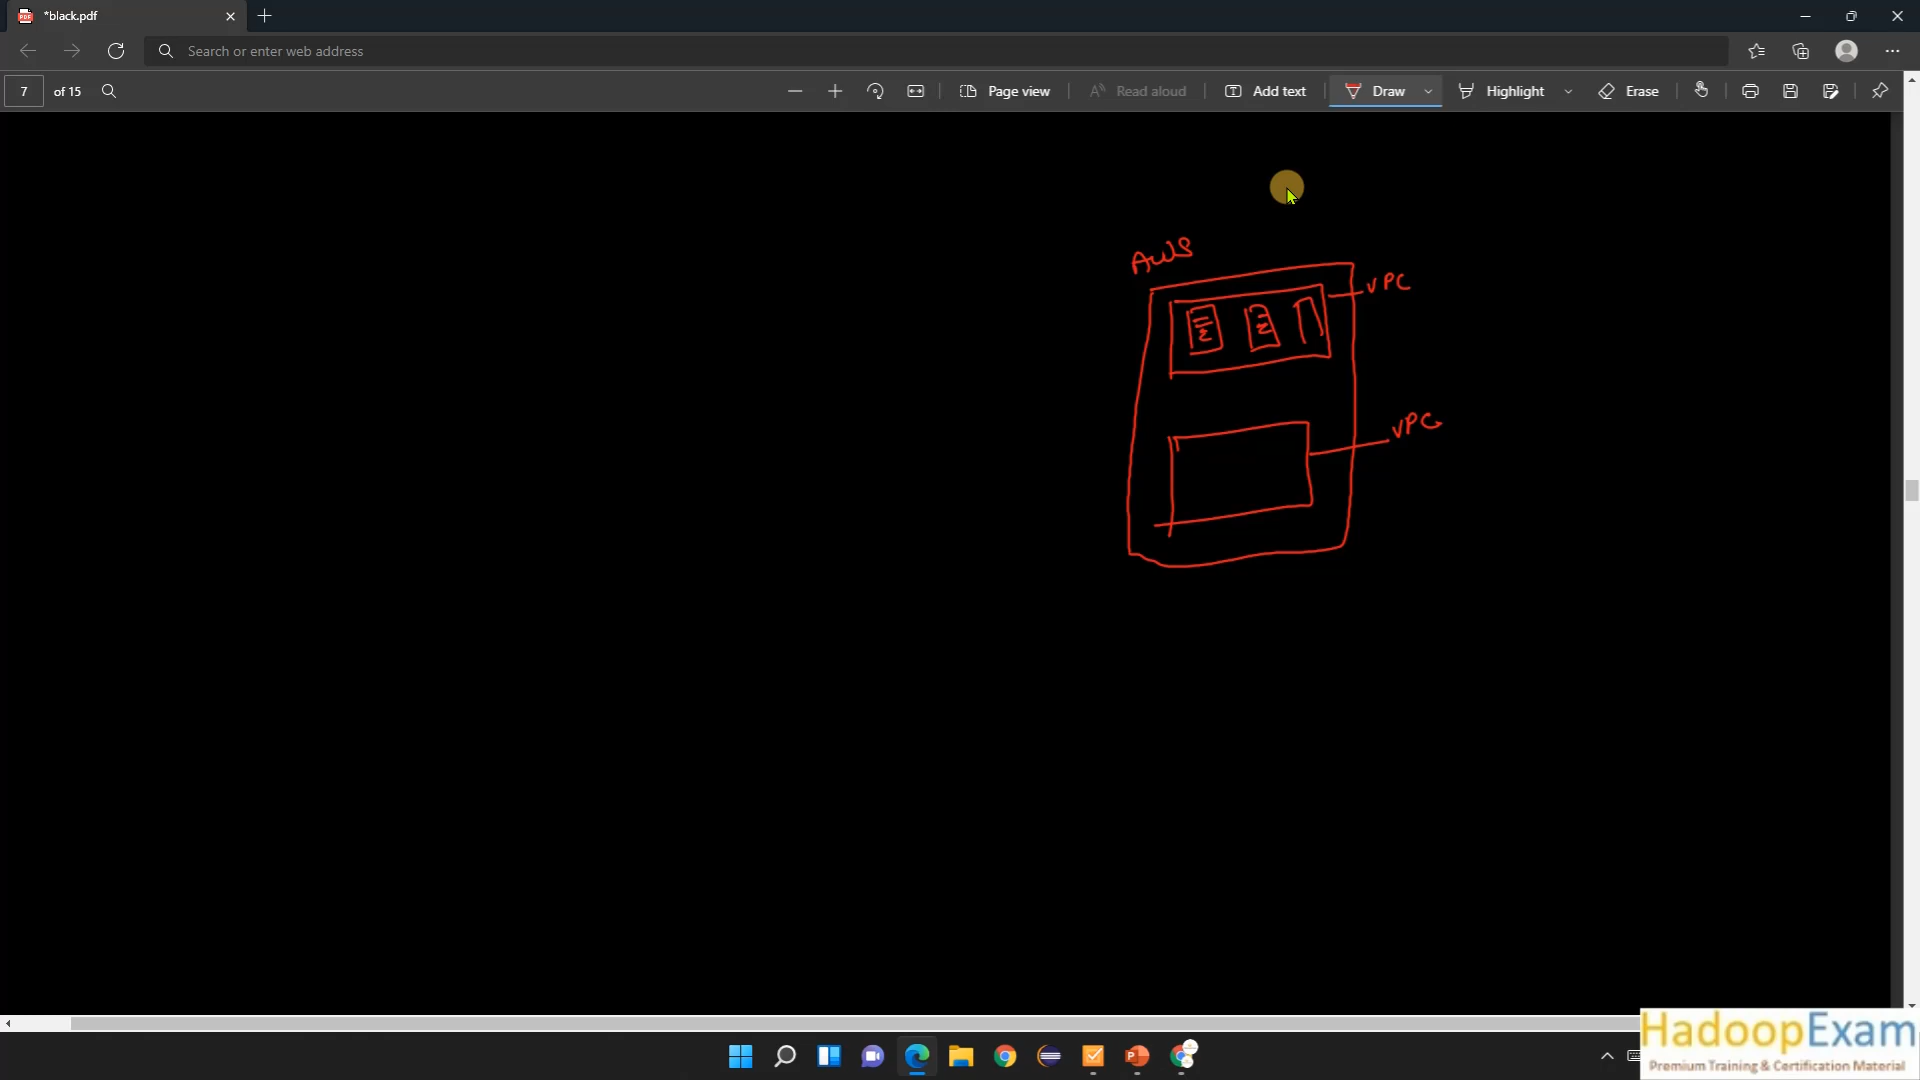 *black.pdf
Search or enter web address
7 of 15
Page view
Read aloud
Add text
Draw
Highlight
Erase
AWS
VPC
VPC
HadoopExam
Premium Training & Certification Material